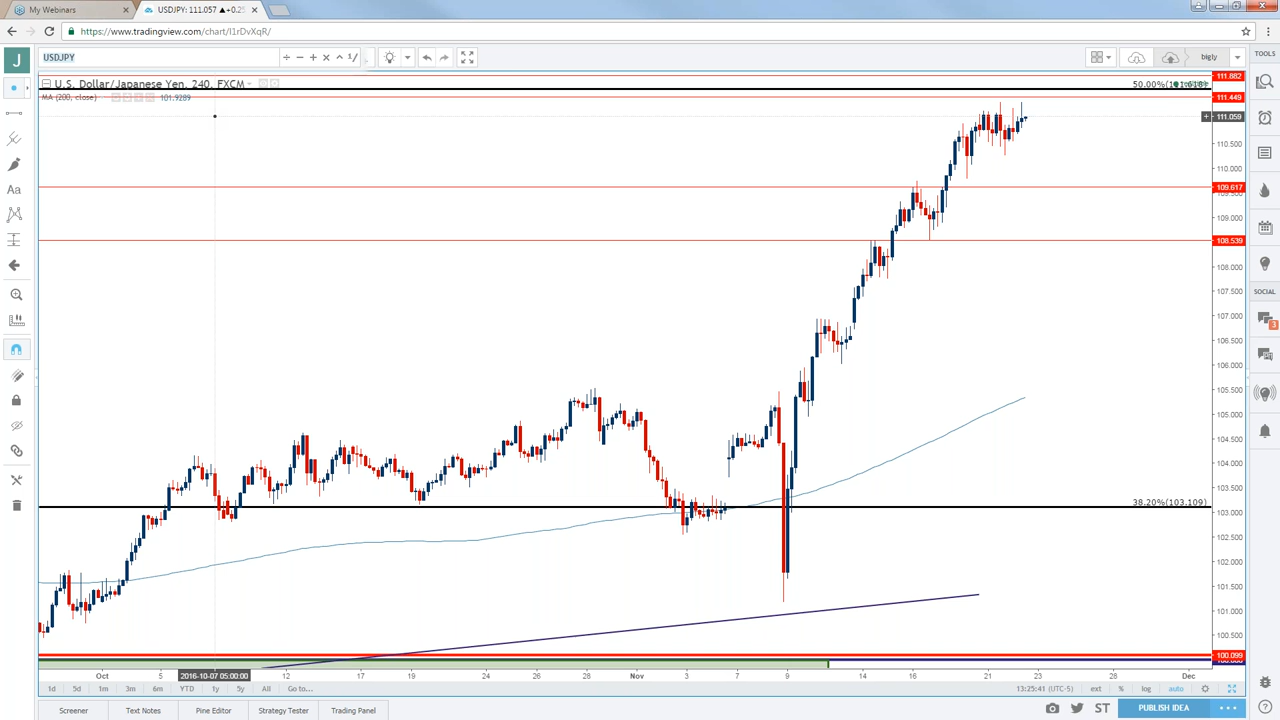 My Webinars
USDJPY: 111.057 ▲+0.2
https://www.tradingview.com/chart/I1rDvXqR/
J
USDJPY
bigly
TOOLS
U.S. Dollar/Japanese Yen, 240, FXCM
MA (200, close) 101.9289
50.00%
111.882
111.449
111.059
110.500
110.000
109.617
109.000
108.539
108.000
107.500
107.000
106.500
106.000
105.500
105.000
104.500
104.000
103.500
38.20%(103.109)
103.000
102.500
102.000
101.500
101.000
100.500
100.099
Aa
SOCIAL
3
Oct 5 2016-10-07 05:00:00 12 14 19 24 26 28 Nov 3 7 9 14 16 21 23 Dec
1d 5d 1m 3m 6m YTD 1y 5y All Go to... 13:25:41 (UTC-5) ext % log auto
Screener Text Notes Pine Editor Strategy Tester Trading Panel ST PUBLISH IDEA